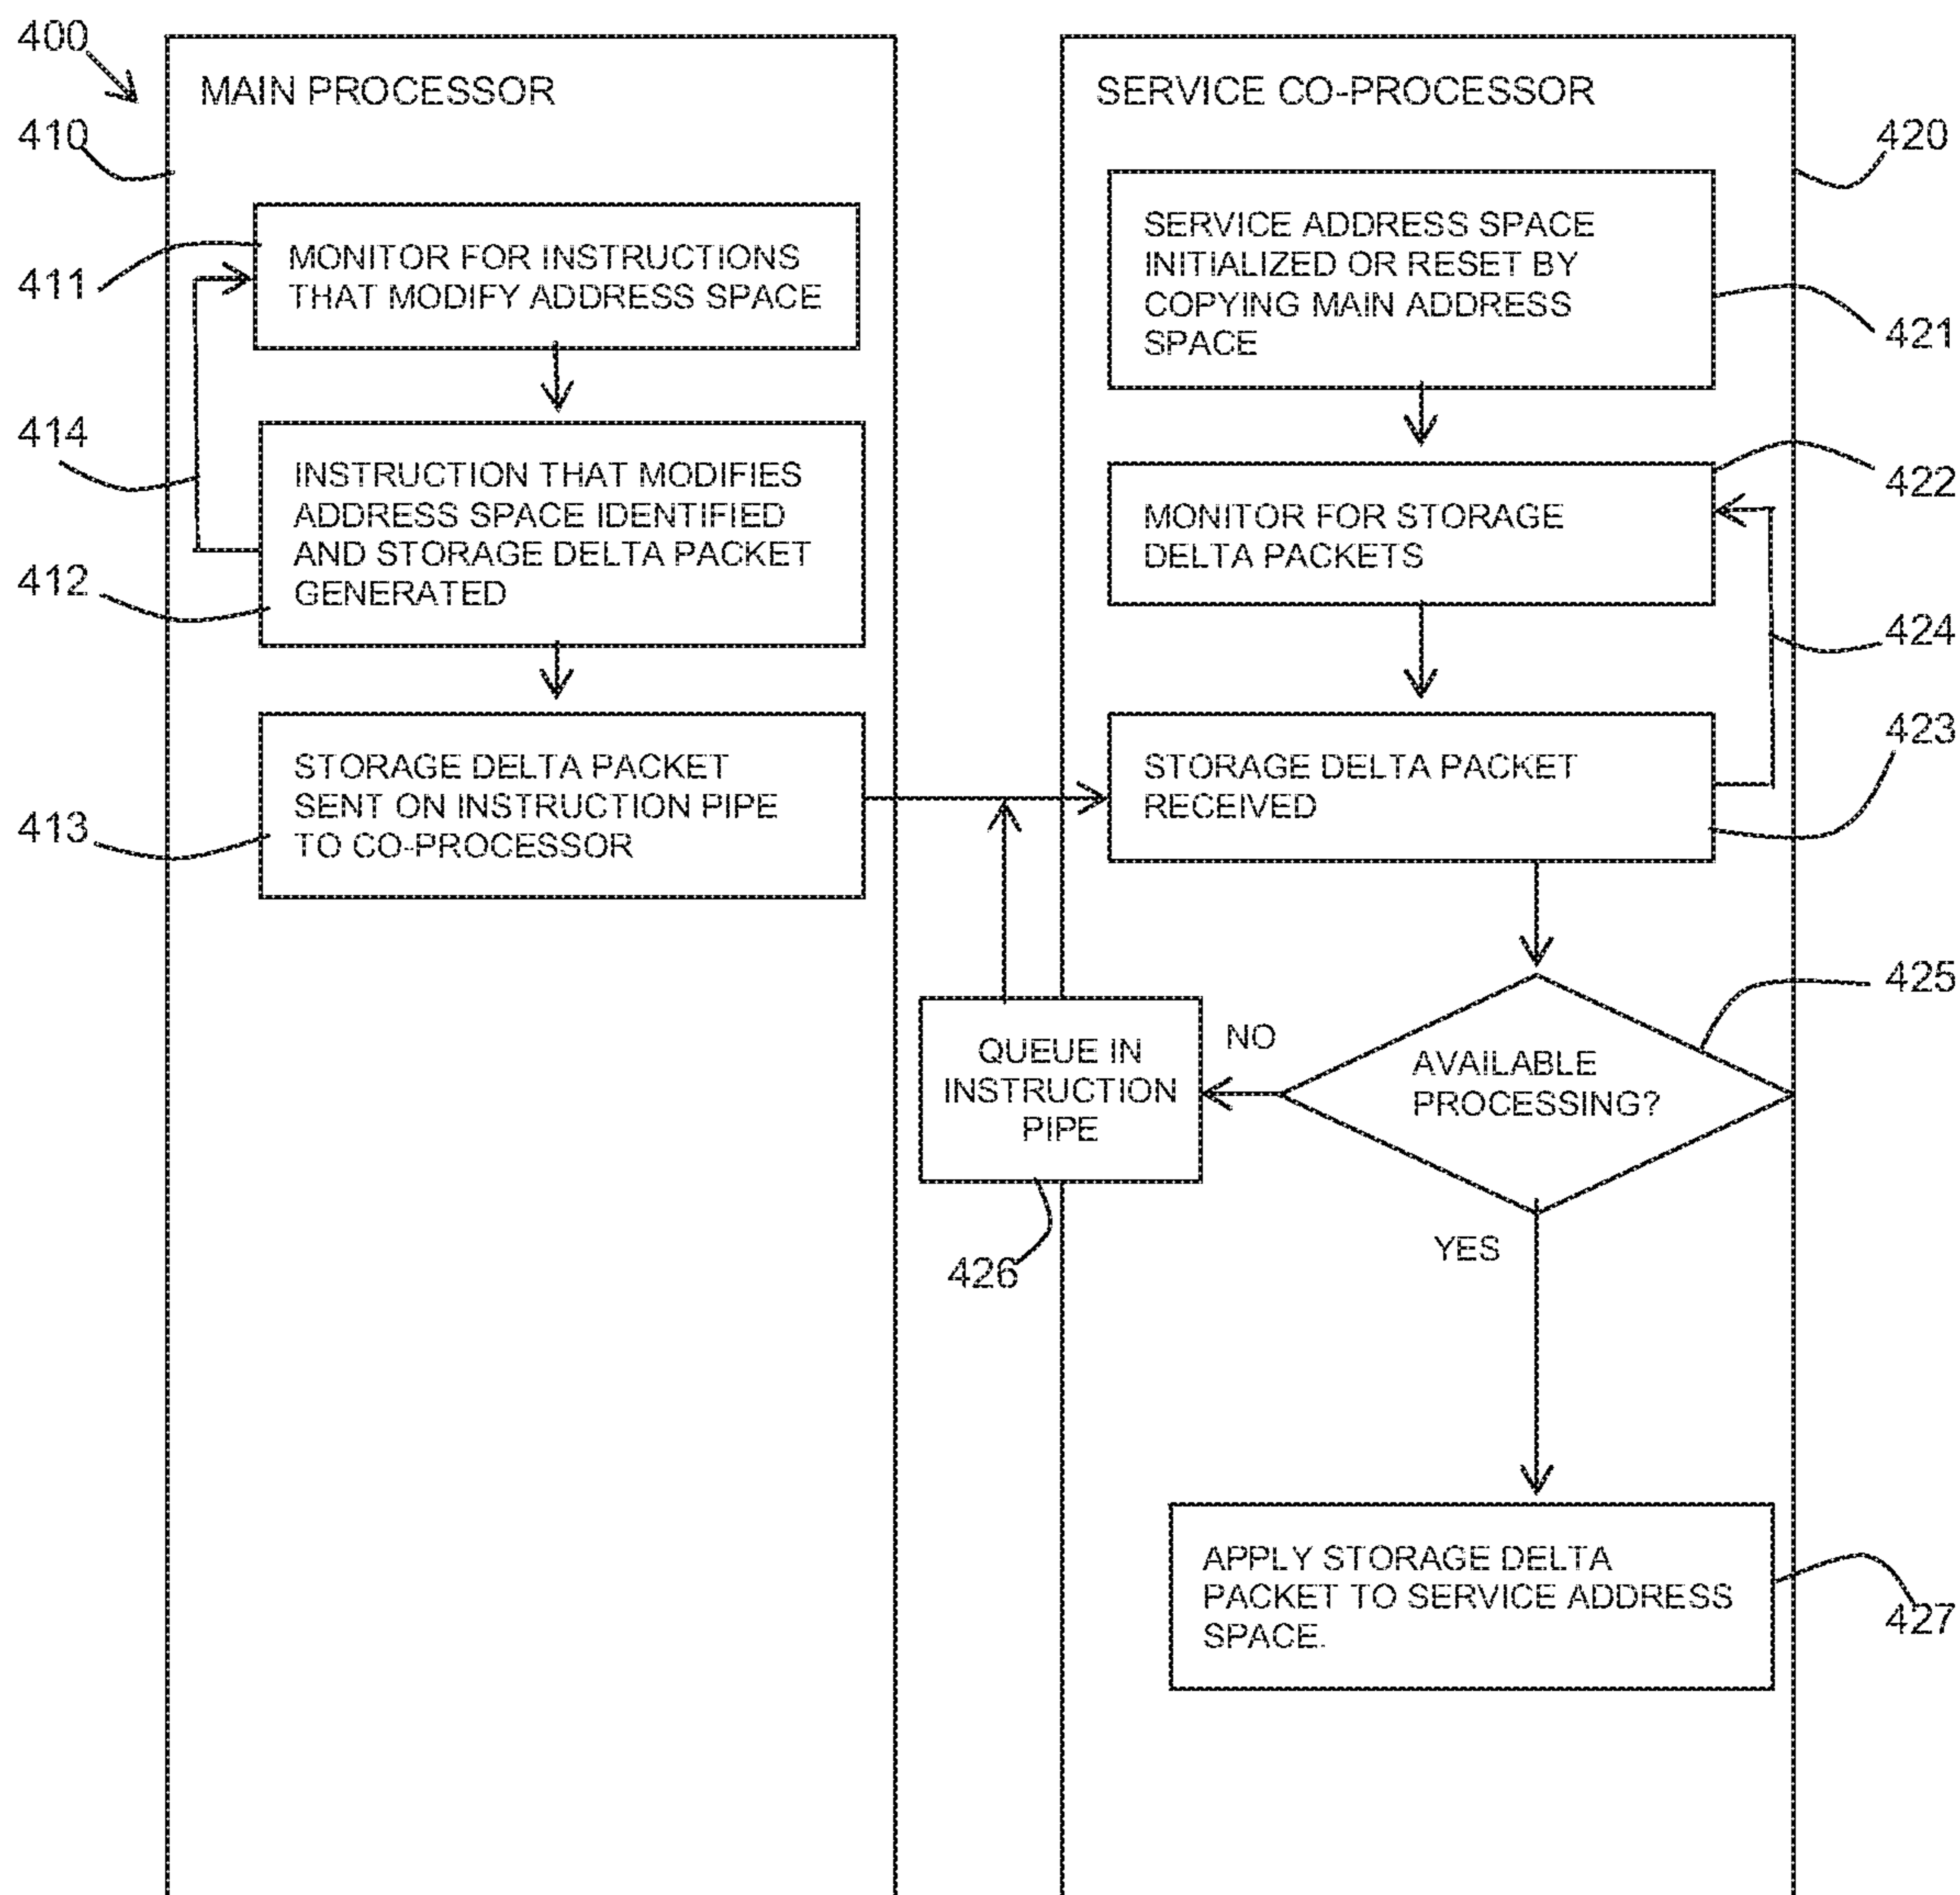 400
MAIN PROCESSOR
SERVICE CO-PROCESSOR
410
420
MONITOR FOR INSTRUCTIONS
THAT MODIFY ADDRESS SPACE
411
SERVICE ADDRESS SPACE
INITIALIZED OR RESET BY
COPYING MAIN ADDRESS
SPACE
421
414
INSTRUCTION THAT MODIFIES
ADDRESS SPACE IDENTIFIED
AND STORAGE DELTA PACKET
GENERATED
412
MONITOR FOR STORAGE
DELTA PACKETS
422
424
STORAGE DELTA PACKET
SENT ON INSTRUCTION PIPE
TO CO-PROCESSOR
413
STORAGE DELTA PACKET
RECEIVED
423
425
AVAILABLE
PROCESSING?
NO
QUEUE IN
INSTRUCTION
PIPE
426
YES
APPLY STORAGE DELTA
PACKET TO SERVICE ADDRESS
SPACE.
427